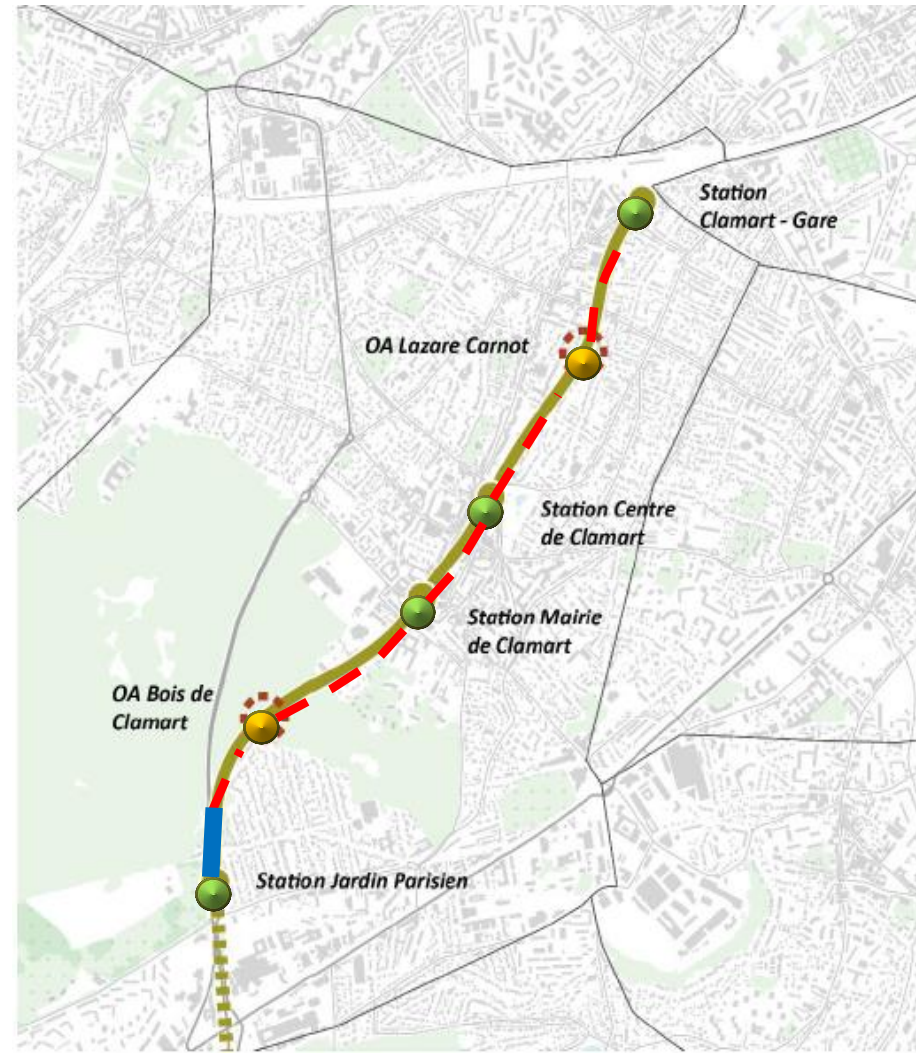 Station
Clamart - Gare
OA Lazare Carnot
Station Centre
de Clamart
Station Mairie
de Clamart
OA Bois de
Clamart
Station Jardin Parisien